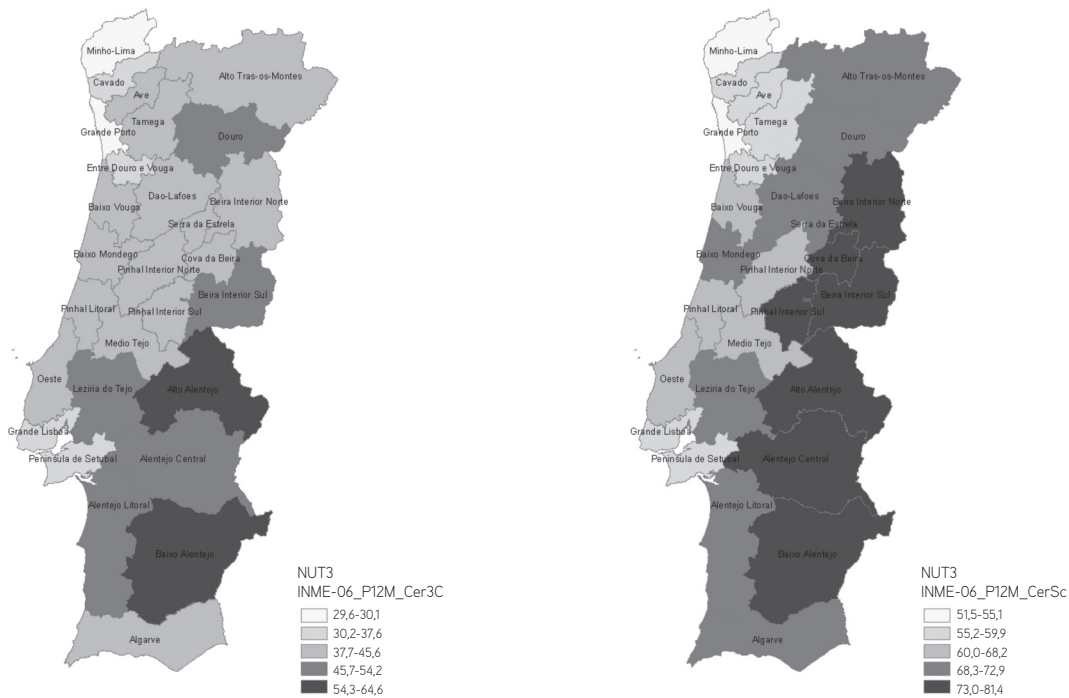 Minho-Lima
Cavado
Alto Tras-os-Montes
Ave
Tamega
Grande Porto
Douro
Entre Douro e Vouga
Dao-Lafoes
Baixo Vouga
Beira Interior Norte
Serra da Estrela
Baixo Mondego
Cova da Beira
Pinhal Interior Norte
Beira Interior Sul
Pinhal Litoral
Pinhal Interior Sul
Medio Tejo
Oeste
Leziria do Tejo
Alto Alentejo
Grande Lisboa
Peninsula de Setubal
Alentejo Central
Alentejo Litoral
Baixo Alentejo
Algarve
NUT3
INME-06_P12M_Cer3C
29,6-30,1
30,2-37,6
37,7-45,6
45,7-54,2
54,3-64,6
Minho-Lima
Cavado
Alto Tras-os-Montes
Ave
Tamega
Grande Porto
Douro
Entre Douro e Vouga
Dao-Lafoes
Baixo Vouga
Beira Interior Norte
Serra da Estrela
Baixo Mondego
Cova da Beira
Pinhal Interior Norte
Beira Interior Sul
Pinhal Litoral
Pinhal Interior Sul
Medio Tejo
Oeste
Leziria do Tejo
Alto Alentejo
Grande Lisboa
Peninsula de Setubal
Alentejo Central
Alentejo Litoral
Baixo Alentejo
Algarve
NUT3
INME-06_P12M_CerSc
51,5-55,1
55,2-59,9
60,0-68,2
68,3-72,9
73,0-81,4